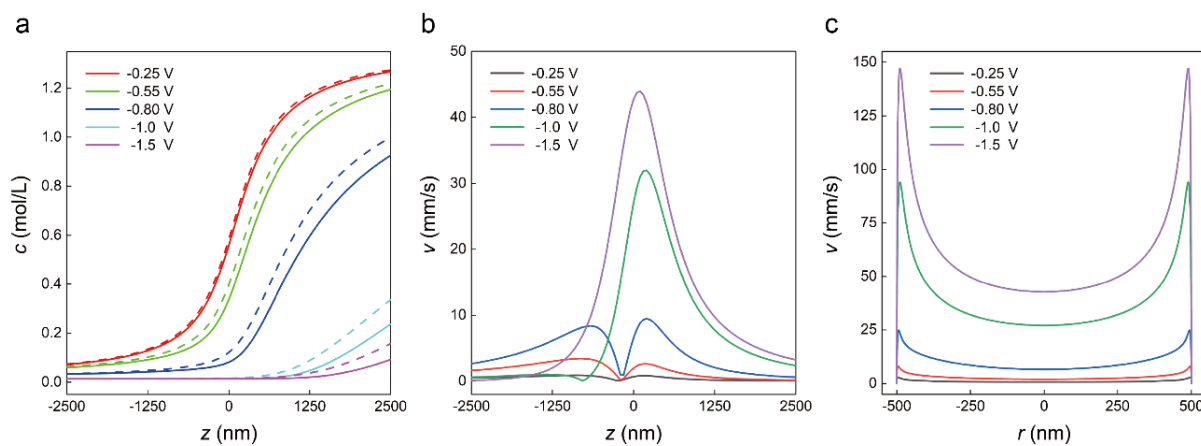 a
c (mol/L)
1.2
1.0
0.8
0.6
0.4
0.2
0.0
-0.25 V
-0.55 V
-0.80 V
-1.0 V
-1.5 V
-2500 -1250 0 1250 2500
z (nm)
b
v (mm/s)
50
40
30
20
10
0
-0.25 V
-0.55 V
-0.80 V
-1.0 V
-1.5 V
-2500 -1250 0 1250 2500
z (nm)
c
v (mm/s)
150
125
100
75
50
25
0
-0.25 V
-0.55 V
-0.80 V
-1.0 V
-1.5 V
-500 -250 0 250 500
r (nm)